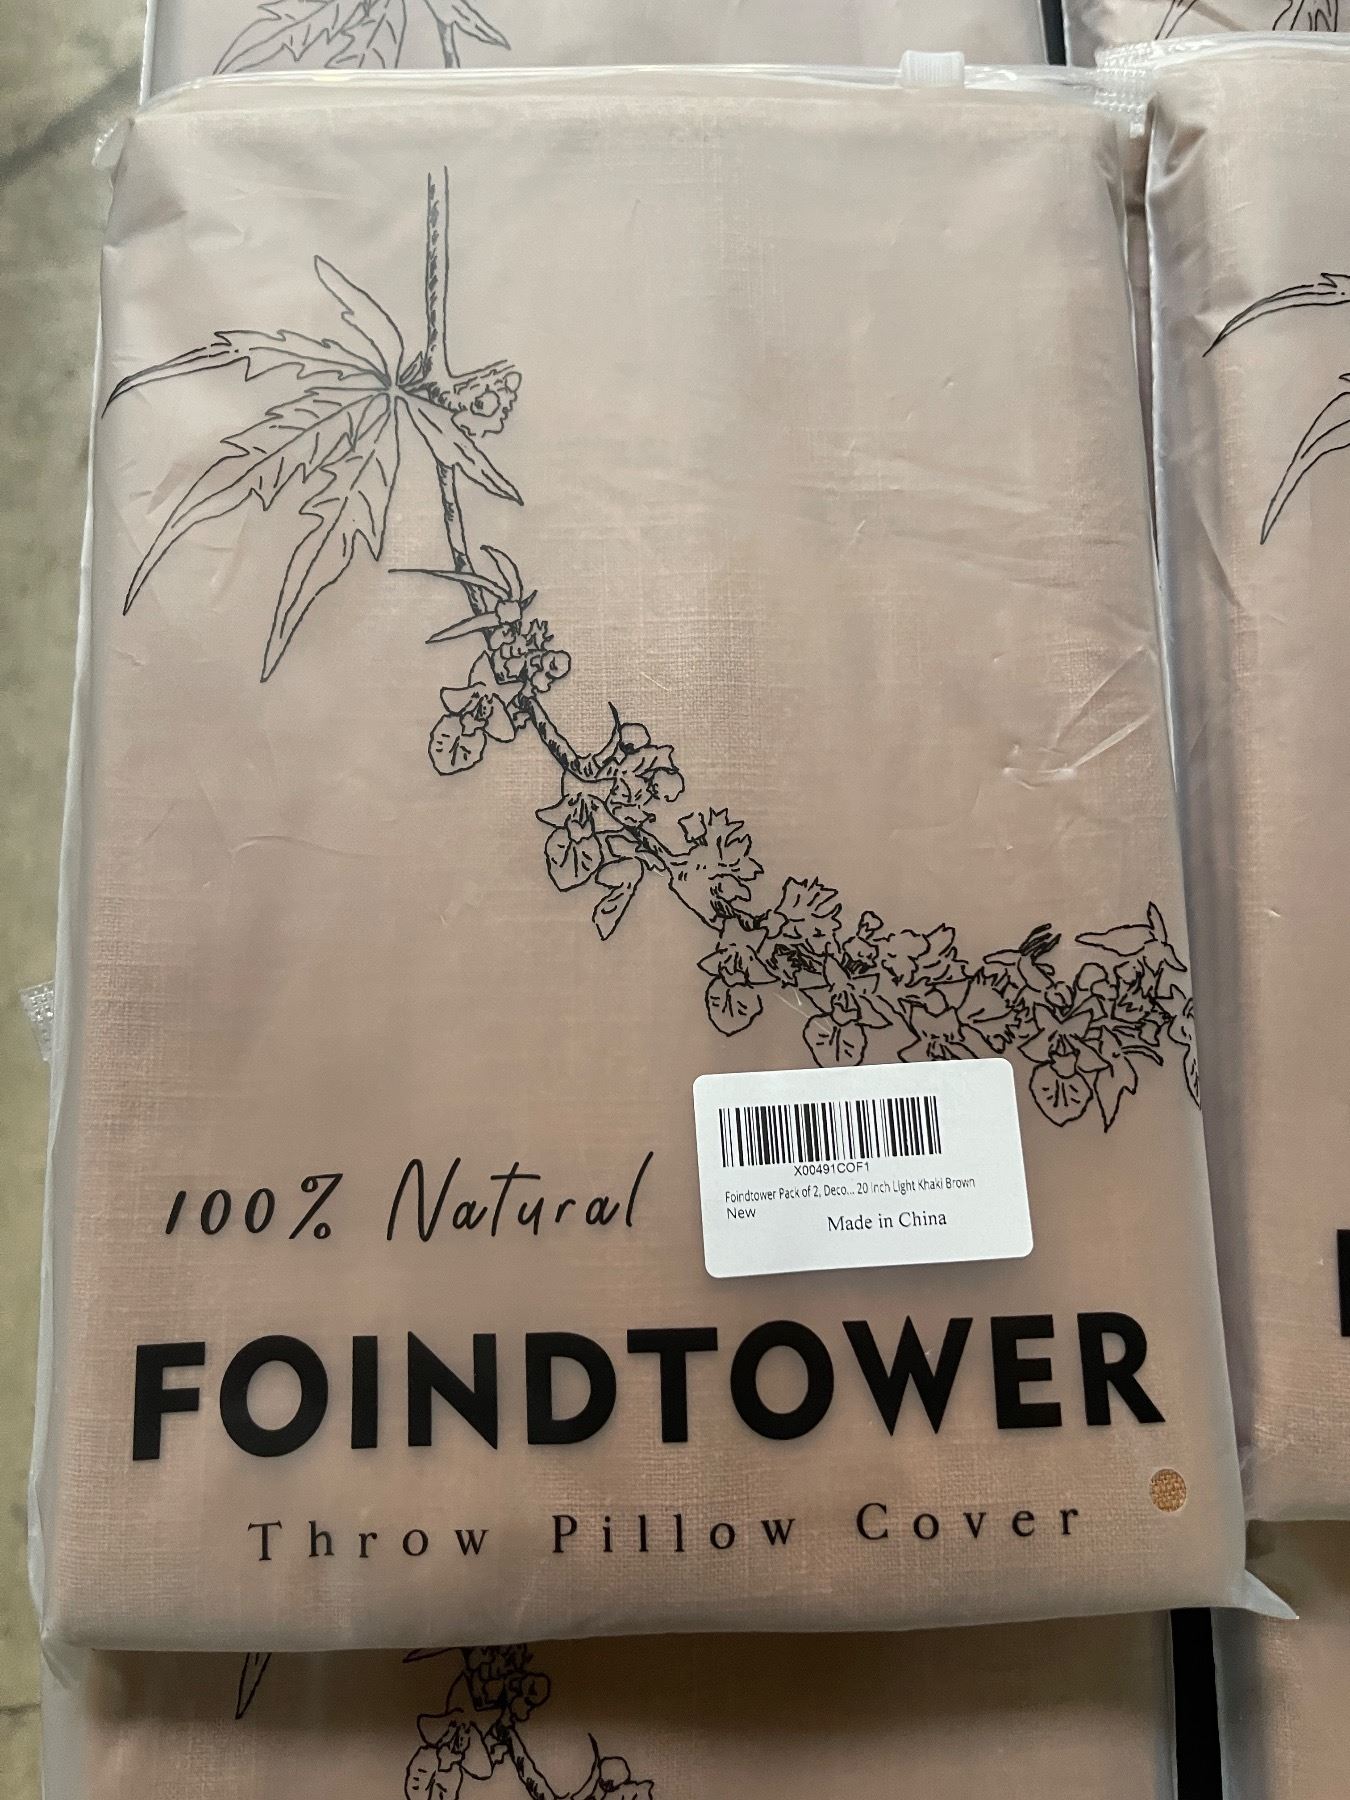 X00491COF1
Foindtower Pack of 2, Deco... 20 Inch Light Khaki Brown
New
Made in China
100% Natural
FOINDTOWER
Throw Pillow Cover